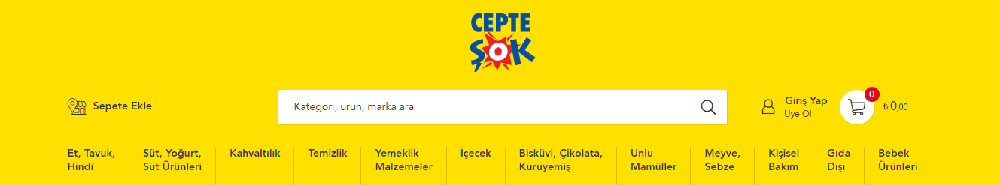 CEPTE
ŞOK
Sepete Ekle
Kategori, ürün, marka ara
Giriş Yap
Üye Ol
0
₺ 0,00
Et, Tavuk,
Hindi
Süt, Yoğurt,
Süt Ürünleri
Kahvaltılık
Temizlik
Yemeklik
Malzemeler
İçecek
Bisküvi, Çikolata,
Kuruyemiş
Unlu
Mamüller
Meyve,
Sebze
Kişisel
Bakım
Gıda
Dışı
Bebek
Ürünleri